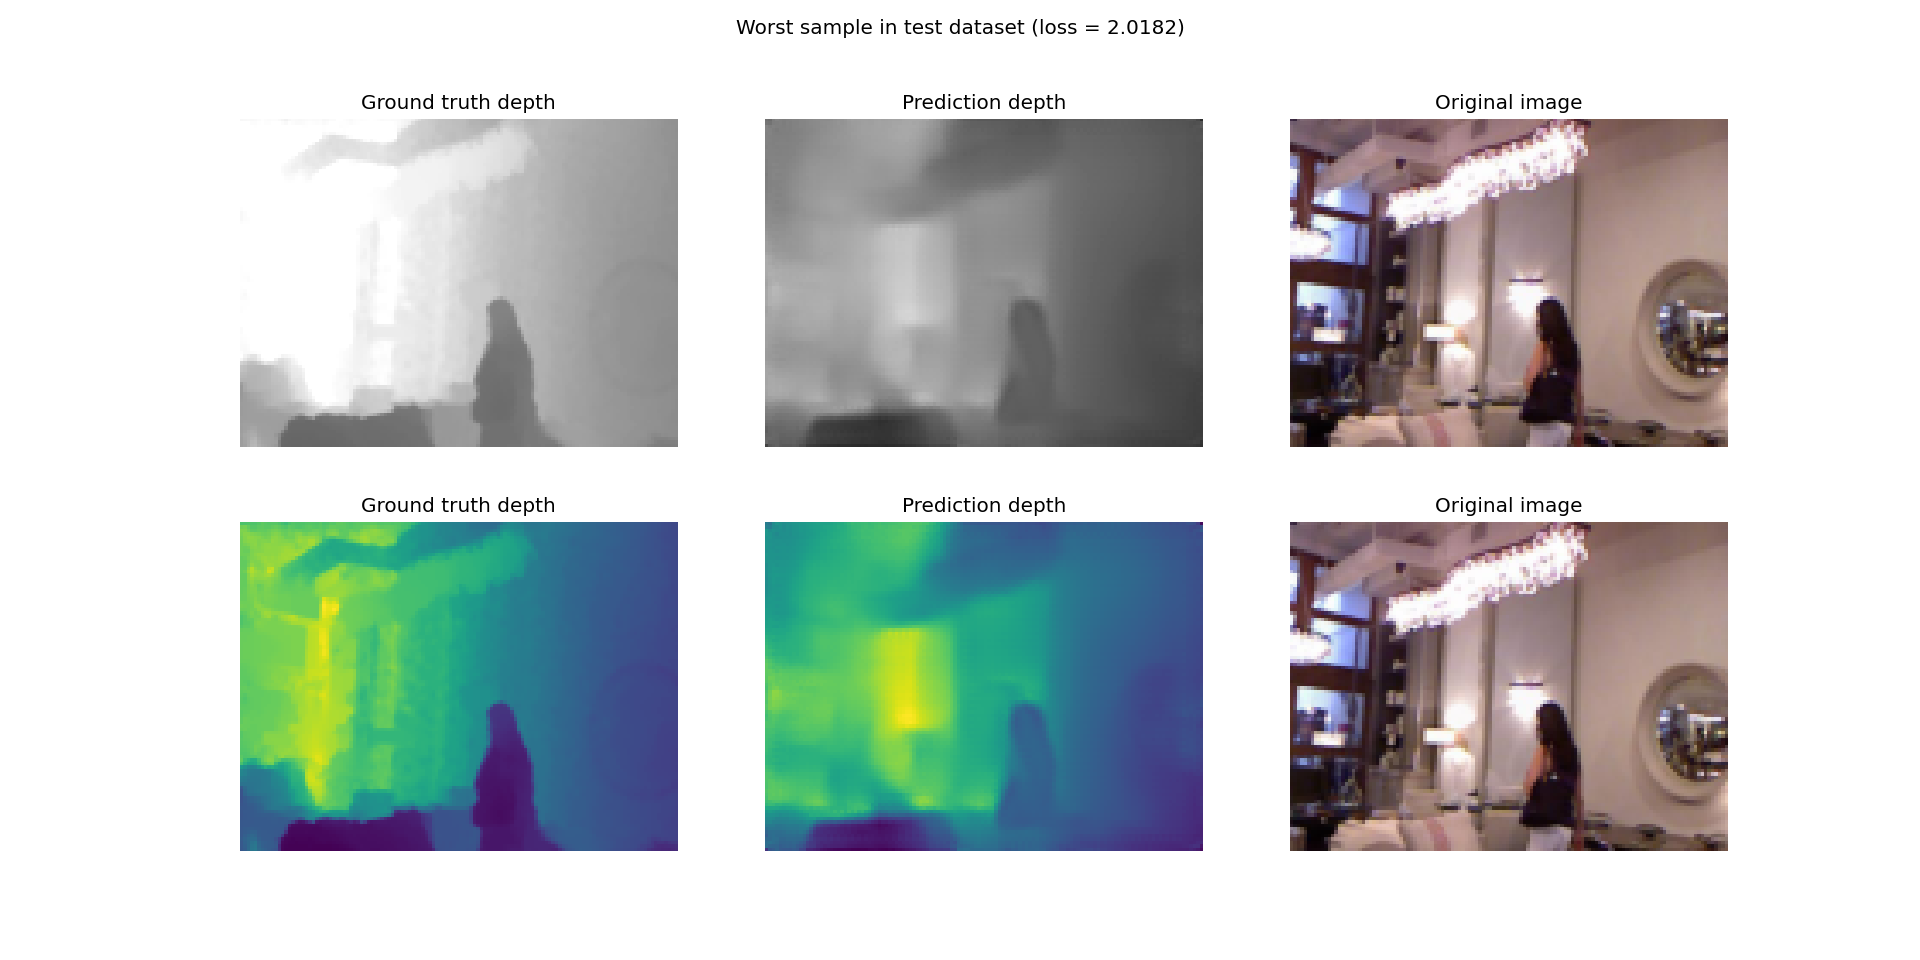 Worst sample in test dataset (loss = 2.0182)
Ground truth depth
Prediction depth
Original image
Ground truth depth
Prediction depth
Original image